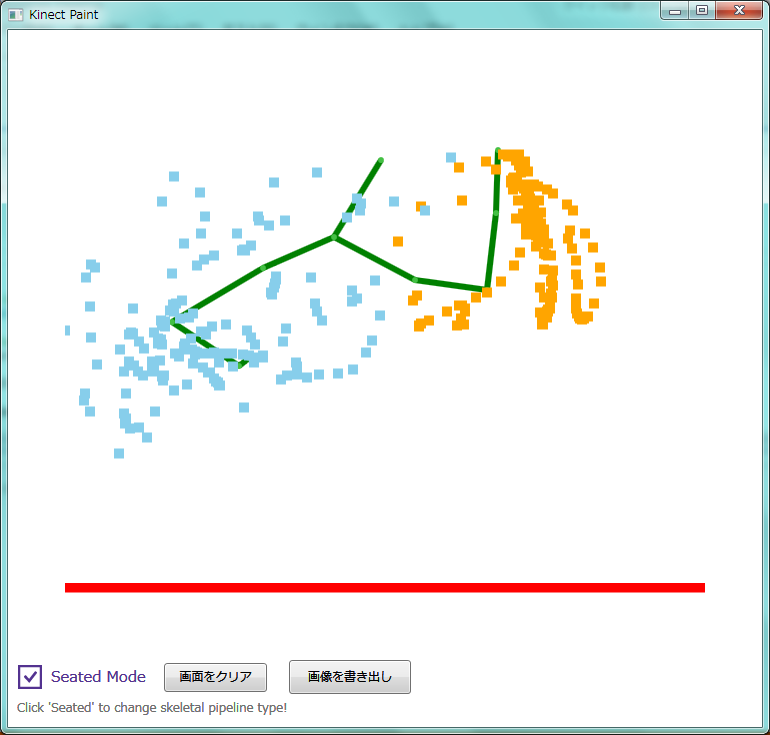 Kinect Paint
Seated Mode
画面をクリア
画像を書き出し
Click 'Seated' to change skeletal pipeline type!